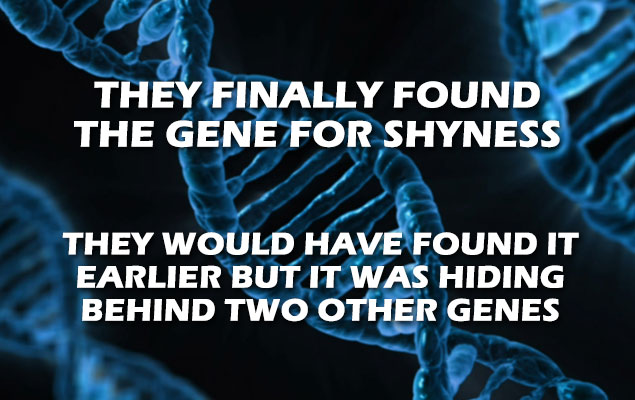 THEY FINALLY FOUND
THE GENE FOR SHYNESS
THEY WOULD HAVE FOUND IT
EARLIER BUT IT WAS HIDING
BEHIND TWO OTHER GENES